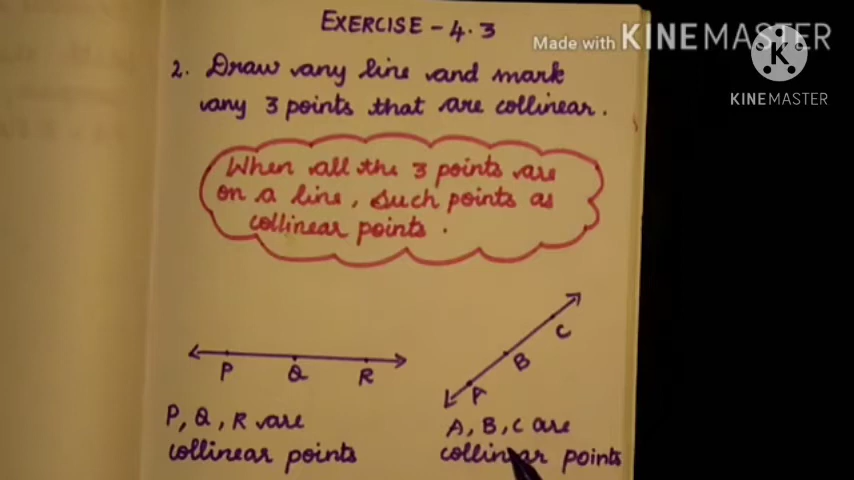 EXERCISE - 4.3
Made with KINEMASTER
K
KINEMASTER
2. Draw any line and mark
any 3 points that are collinear.
When all the 3 points are
on a line, such points as
collinear points.
P Q R
A B C
P, Q, R are
collinear points
A, B, C are
collinear points